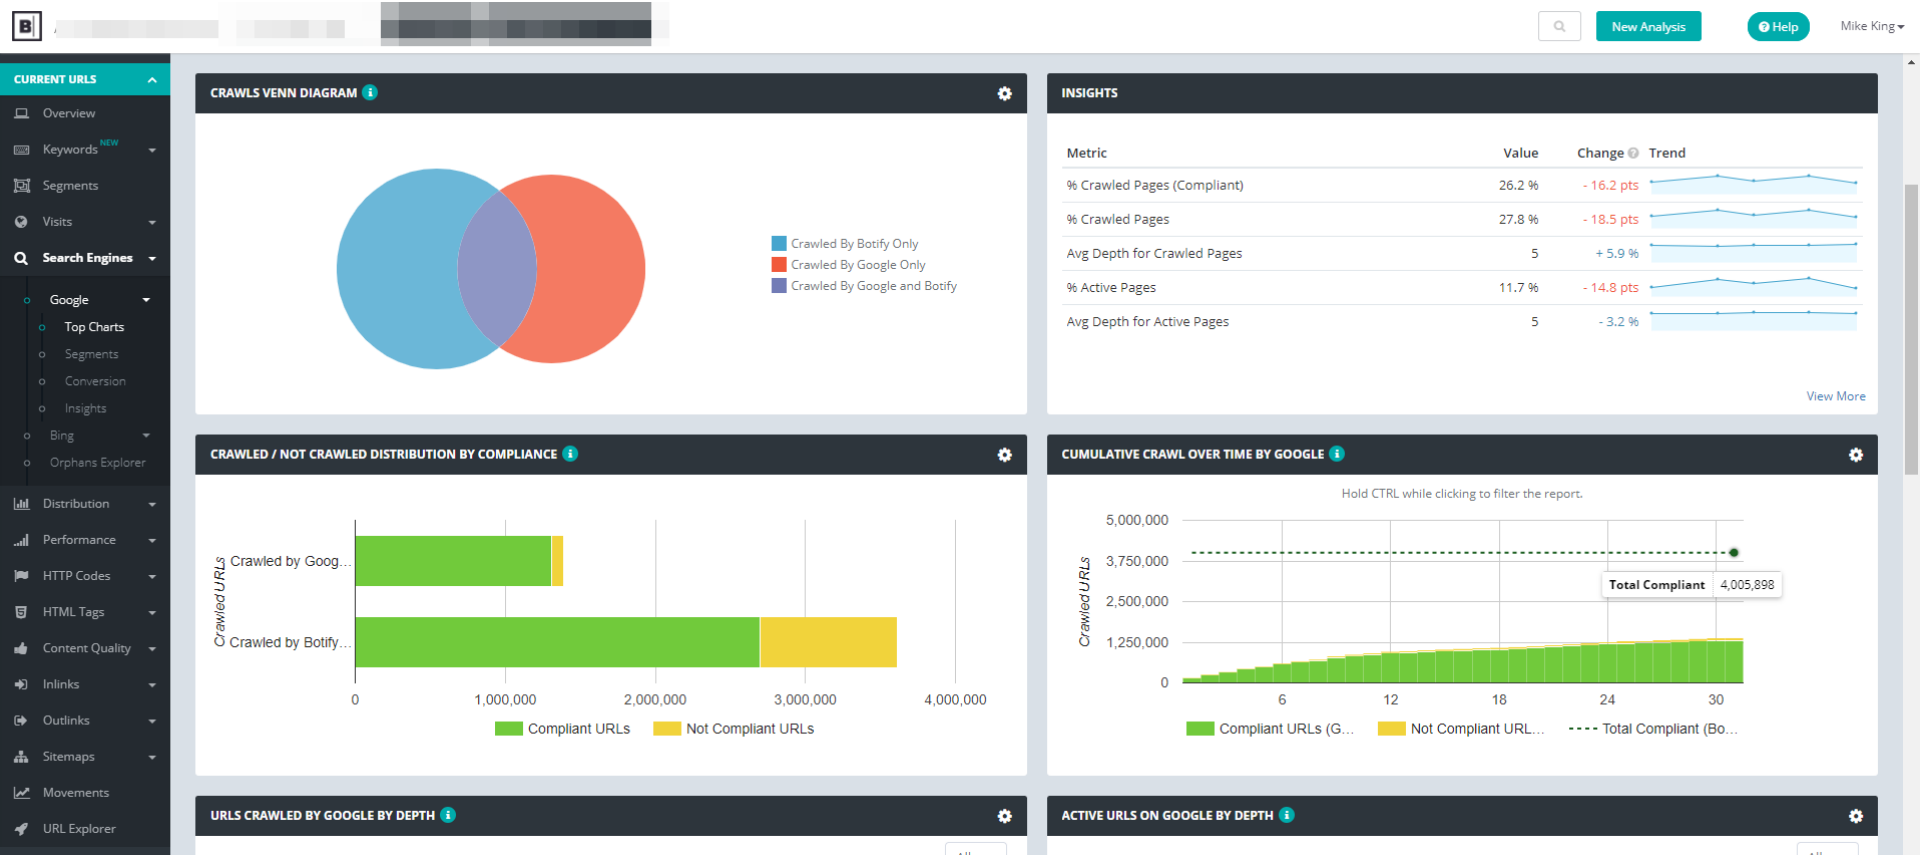 B
New Analysis
Help
Mike King
CURRENT URLS
Overview
Keywords NEW
Segments
Visits
Search Engines
Google
Top Charts
Segments
Conversion
Insights
Bing
Orphans Explorer
Distribution
Performance
HTTP Codes
HTML Tags
Content Quality
Inlinks
Outlinks
Sitemaps
Movements
URL Explorer
CRAWLS VENN DIAGRAM
Crawled By Botify Only
Crawled By Google Only
Crawled By Google and Botify
INSIGHTS
Metric Value Change Trend
% Crawled Pages (Compliant) 26.2 % - 16.2 pts
% Crawled Pages 27.8 % - 18.5 pts
Avg Depth for Crawled Pages 5 + 5.9 %
% Active Pages 11.7 % - 14.8 pts
Avg Depth for Active Pages 5 - 3.2 %
View More
CRAWLED / NOT CRAWLED DISTRIBUTION BY COMPLIANCE
Crawled URLs
Crawled by Goog...
Crawled by Botify...
0 1,000,000 2,000,000 3,000,000 4,000,000
Compliant URLs Not Compliant URLs
CUMULATIVE CRAWL OVER TIME BY GOOGLE
Hold CTRL while clicking to filter the report.
Crawled URLs
5,000,000
3,750,000
2,500,000
1,250,000
0
Total Compliant 4,005,898
6 12 18 24 30
Compliant URLs (G... Not Compliant URL... Total Compliant (Bo...
URLS CRAWLED BY GOOGLE BY DEPTH
ACTIVE URLS ON GOOGLE BY DEPTH